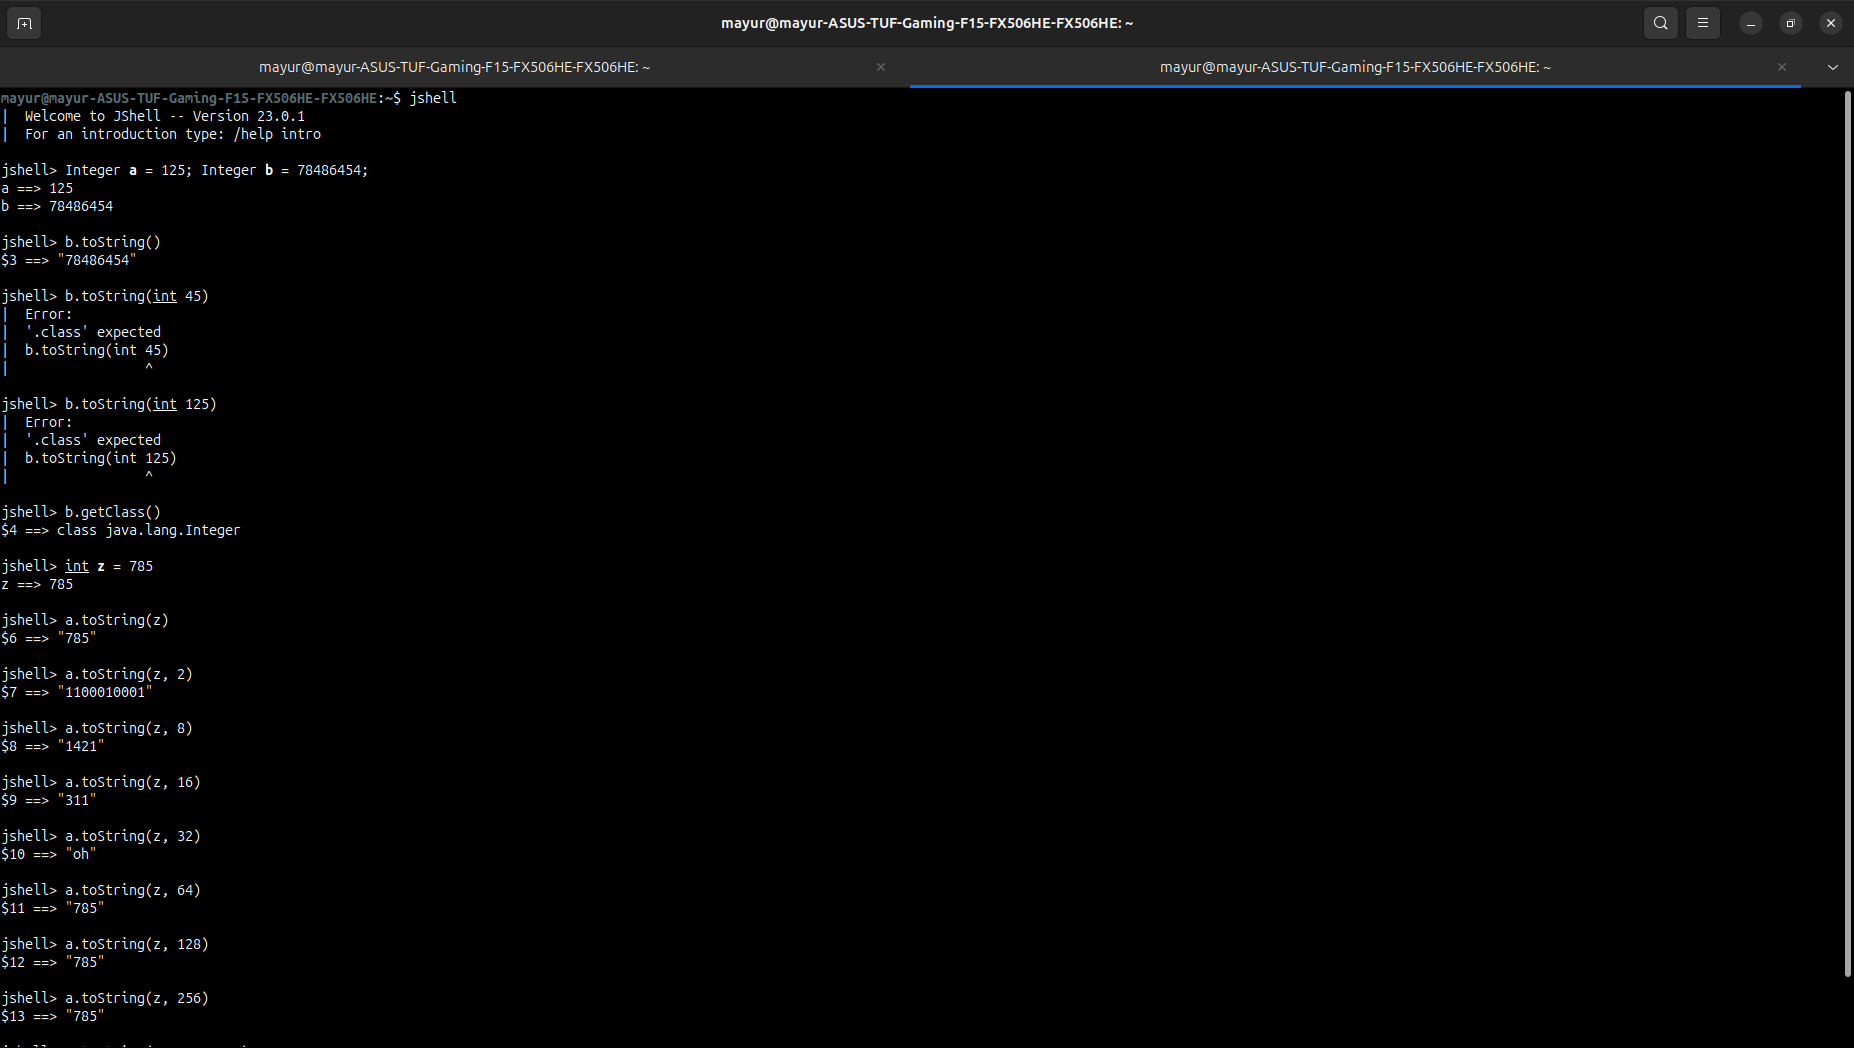 mayur@mayur-ASUS-TUF-Gaming-F15-FX506HE-FX506HE: ~
mayur@mayur-ASUS-TUF-Gaming-F15-FX506HE-FX506HE: ~
mayur@mayur-ASUS-TUF-Gaming-F15-FX506HE-FX506HE: ~
mayur@mayur-ASUS-TUF-Gaming-F15-FX506HE-FX506HE:~$ jshell
|  Welcome to JShell -- Version 23.0.1
|  For an introduction type: /help intro
jshell> Integer a = 125; Integer b = 78486454;
a ==> 125
b ==> 78486454
jshell> b.toString()
$3 ==> "78486454"
jshell> b.toString(int 45)
|  Error:
|  '.class' expected
|  b.toString(int 45)
|                 ^
jshell> b.toString(int 125)
|  Error:
|  '.class' expected
|  b.toString(int 125)
|                 ^
jshell> b.getClass()
$4 ==> class java.lang.Integer
jshell> int z = 785
z ==> 785
jshell> a.toString(z)
$6 ==> "785"
jshell> a.toString(z, 2)
$7 ==> "1100010001"
jshell> a.toString(z, 8)
$8 ==> "1421"
jshell> a.toString(z, 16)
$9 ==> "311"
jshell> a.toString(z, 32)
$10 ==> "oh"
jshell> a.toString(z, 64)
$11 ==> "785"
jshell> a.toString(z, 128)
$12 ==> "785"
jshell> a.toString(z, 256)
$13 ==> "785"